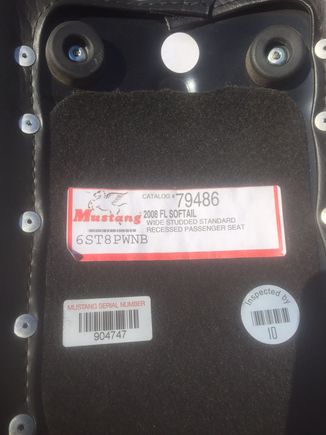 CATALOG # 79486
Mustang
2008 FL SOFTAIL
WIDE STUDDED STANDARD
RECESSED PASSENGER SEAT
6ST8PWNB
MUSTANG SERIAL NUMBER
904747
Inspected by
10